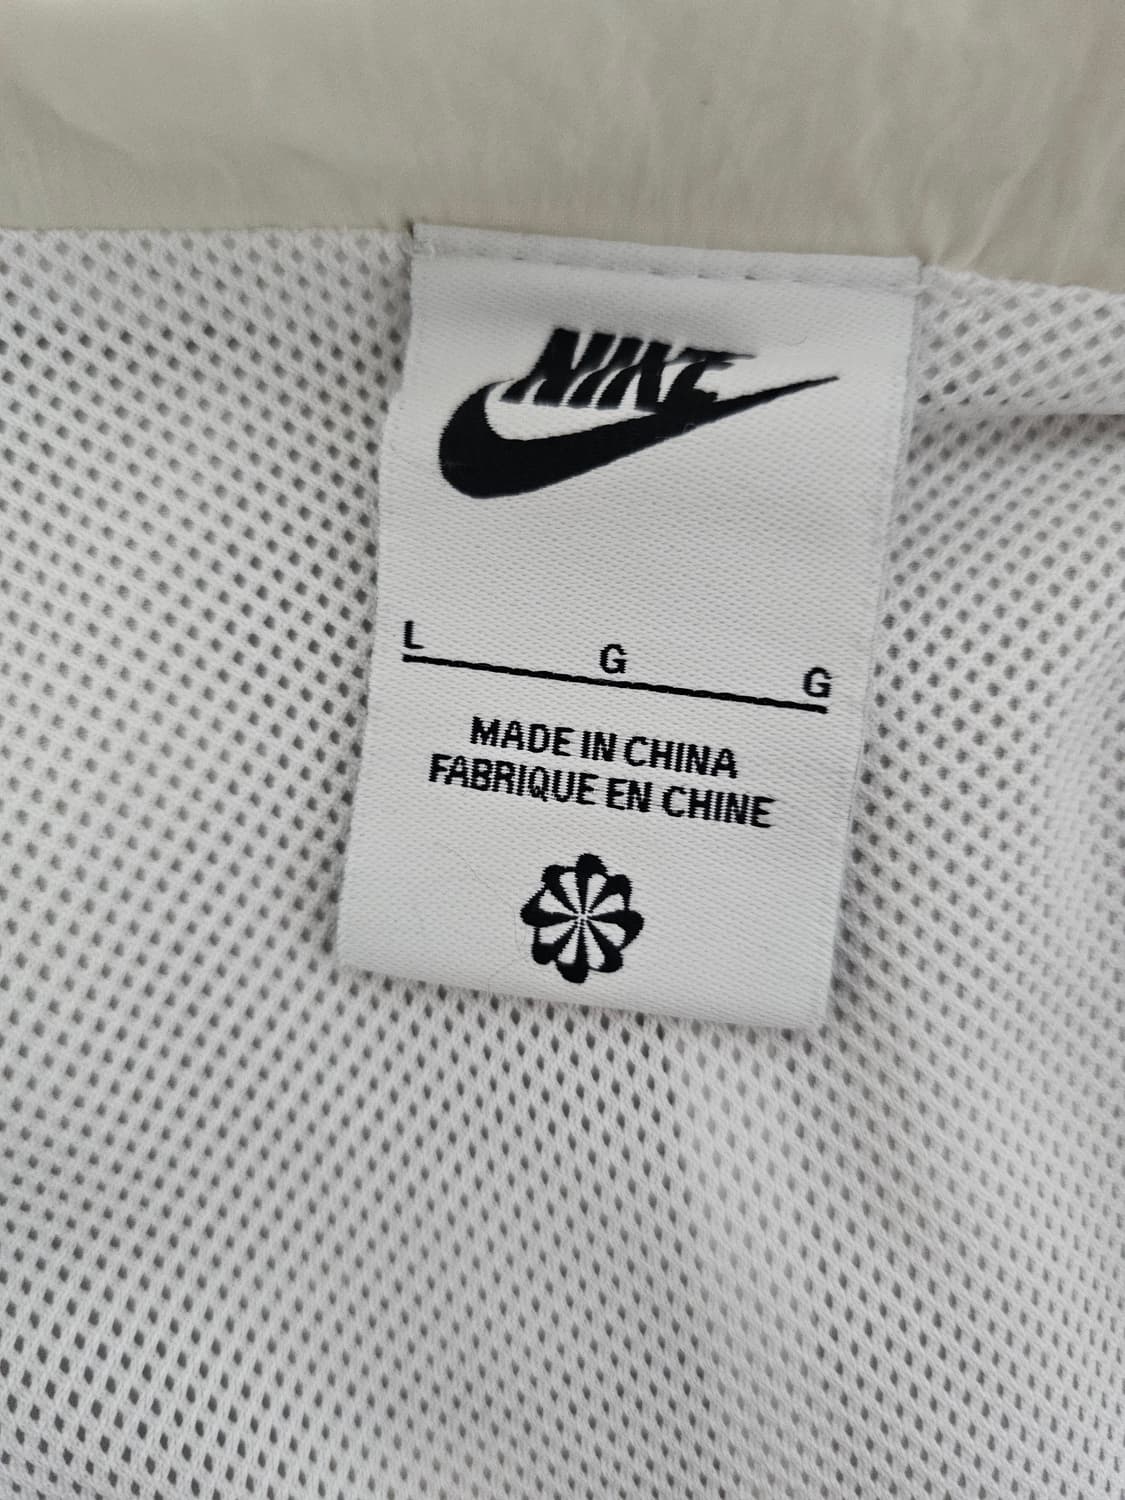 NIKE
L G G
MADE IN CHINA
FABRIQUE EN CHINE